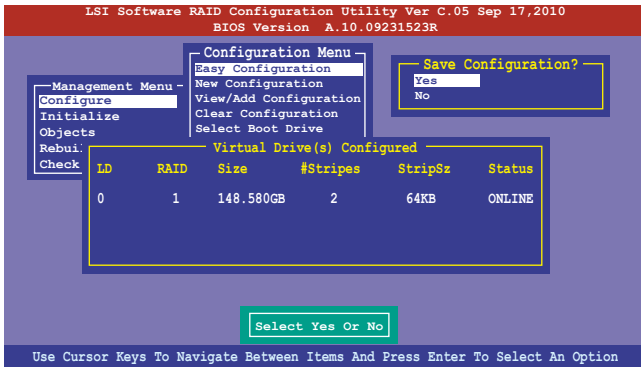 LSI Software RAID Configuration Utility Ver C.05 Sep 17,2010
BIOS Version A.10.09231523R
Configuration Menu
Easy Configuration
New Configuration
View/Add Configuration
Clear Configuration
Select Boot Drive
Save Configuration?
Yes
No
Management Menu
Configure
Initialize
Objects
Check
Virtual Drive(s) Configured
LD RAID Size #Stripes StripSz Status
0 1 148.580GB 2 64KB ONLINE
Select Yes Or No
Use Cursor Keys To Navigate Between Items And Press Enter To Select An Option